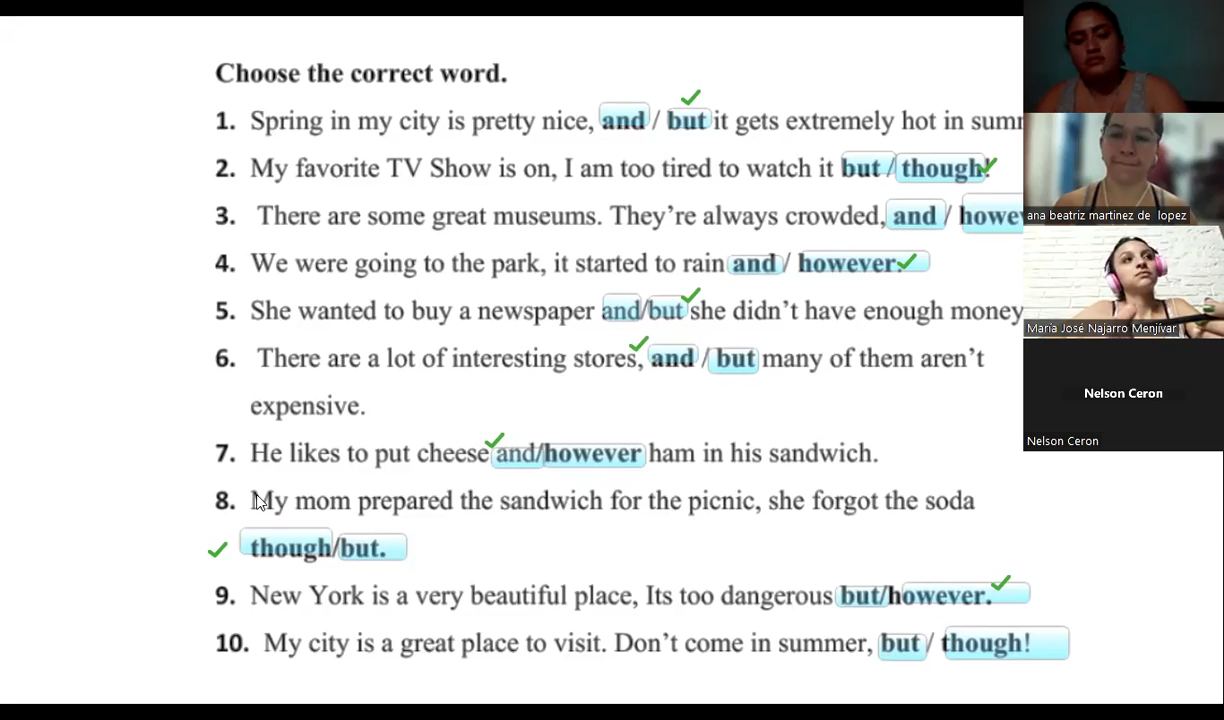 Choose the correct word.
1. Spring in my city is pretty nice, and / but it gets extremely hot in
2. My favorite TV Show is on, I am too tired to watch it but / though!
3. There are some great museums. They're always crowded, and /
4. We were going to the park, it started to rain and / however.
5. She wanted to buy a newspaper and/but she didn't have enough money
6. There are a lot of interesting stores, and / but many of them aren't
expensive.
7. He likes to put cheese and/however ham in his sandwich.
8. My mom prepared the sandwich for the picnic, she forgot the soda
though/but.
9. New York is a very beautiful place, Its too dangerous but/however.
10. My city is a great place to visit. Don't come in summer, but / though!
ana beatriz martinez de lopez
María José Najarro Menjívar
Nelson Ceron
Nelson Ceron